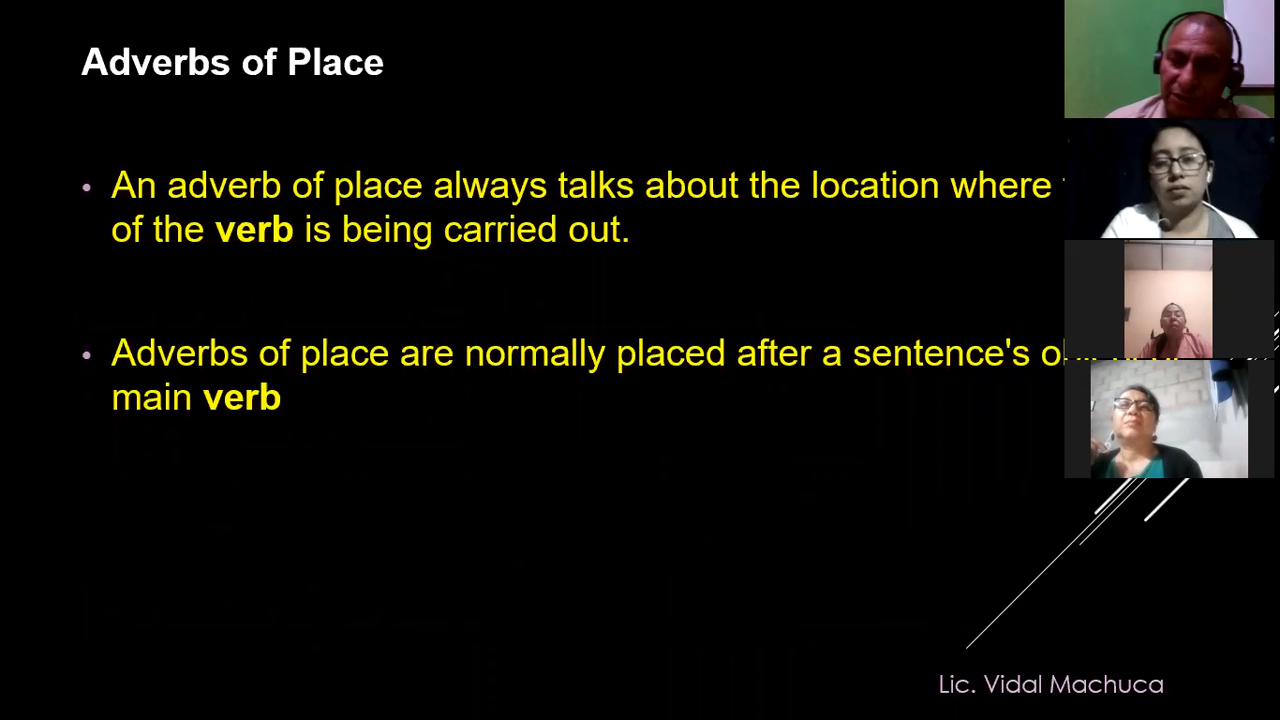 Adverbs of Place
• An adverb of place always talks about the location where
of the verb is being carried out.
• Adverbs of place are normally placed after a sentence's
main verb
Lic. Vidal Machuca